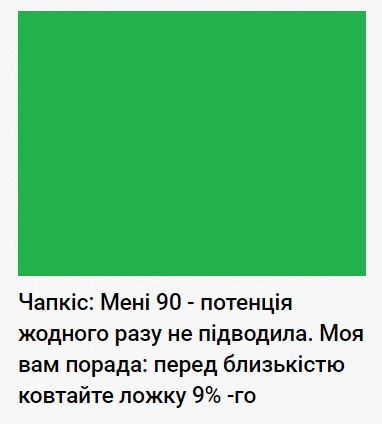 Чапкіс: Мені 90 - потенція
жодного разу не підводила. Моя
вам порада: перед близькістю
ковтайте ложку 9% -го